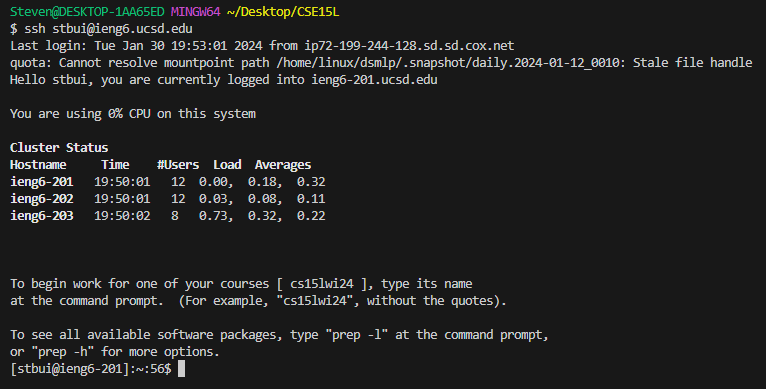 Steven@DESKTOP-1AA65ED MINGW64 ~/Desktop/CSE15L
$ ssh stbui@ieng6.ucsd.edu
Last login: Tue Jan 30 19:53:01 2024 from ip72-199-244-128.sd.sd.cox.net
quota: Cannot resolve mountpoint path /home/linux/dsmlp/.snapshot/daily.2024-01-12_0010: Stale file handle
Hello stbui, you are currently logged into ieng6-201.ucsd.edu
You are using 0% CPU on this system
Cluster Status
Hostname     Time    #Users  Load  Averages
ieng6-201   19:50:01   12  0.00,  0.18,  0.32
ieng6-202   19:50:01   12  0.03,  0.08,  0.11
ieng6-203   19:50:02   8   0.73,  0.32,  0.22
To begin work for one of your courses [ cs15lwi24 ], type its name
at the command prompt.  (For example, "cs15lwi24", without the quotes).
To see all available software packages, type "prep -l" at the command prompt,
or "prep -h" for more options.
[stbui@ieng6-201]:~:56$